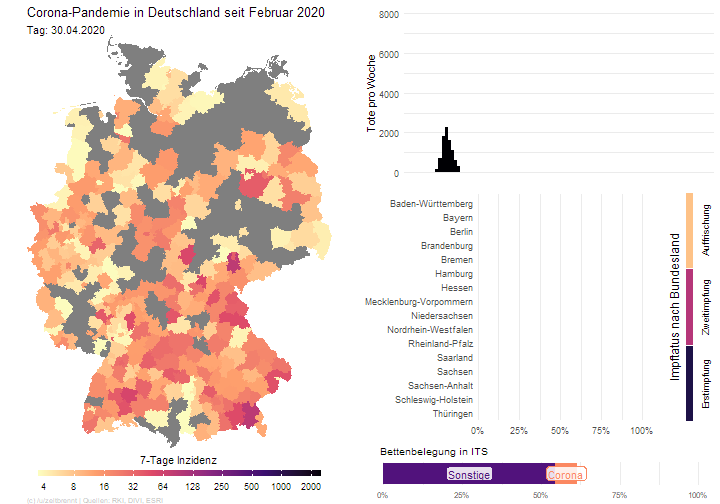 Corona-Pandemie in Deutschland seit Februar 2020
Tag: 30.04.2020
7-Tage Inzidenz
4 8 16 32 64 125 250 500 1000 2000
(c) /u/zeitbrennt | Quellen: RKI, DIVI, ESRI
Tote pro Woche
8000
6000
4000
2000
0
Baden-Württemberg
Bayern
Berlin
Brandenburg
Bremen
Hamburg
Hessen
Mecklenburg-Vorpommern
Niedersachsen
Nordrhein-Westfalen
Rheinland-Pfalz
Saarland
Sachsen
Sachsen-Anhalt
Schleswig-Holstein
Thüringen
0% 25% 50% 75% 100%
Impfstatus nach Bundesland
Auffrischung
Zweitimpfung
Erstimpfung
Bettenbelegung in ITS
Sonstige Corona
0% 25% 50% 75% 100%